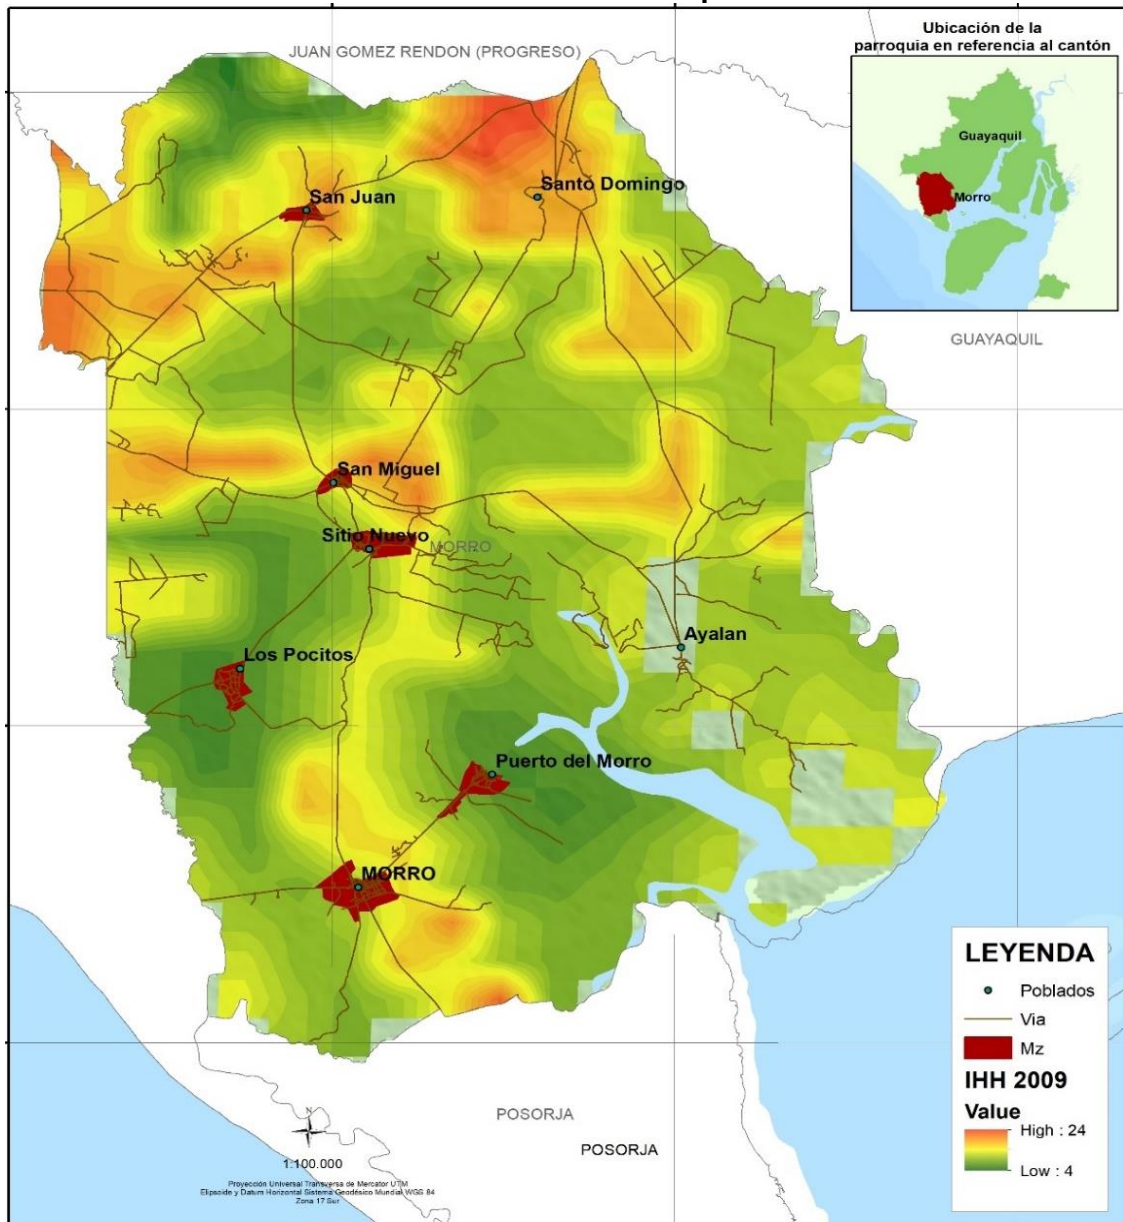 JUAN GOMEZ RENDON (PROGRESO)
Ubicación de la
parroquia en referencia al cantón
Guayaquil
Morro
San Juan
Santo Domingo
GUAYAQUIL
San Miguel
Sitio Nuevo
MORRO
Ayalan
Los Pocitos
Puerto del Morro
MORRO
LEYENDA
Poblados
Via
Mz
IHH 2009
Value
High : 24
Low : 4
POSORJA
POSORJA
N
1:100.000
Proyección Universal Transversa de Mercator UTM
Elipsoide y Datum Horizontal Sistema Geodésico Mundial WGS 84
Zona 17 Sur